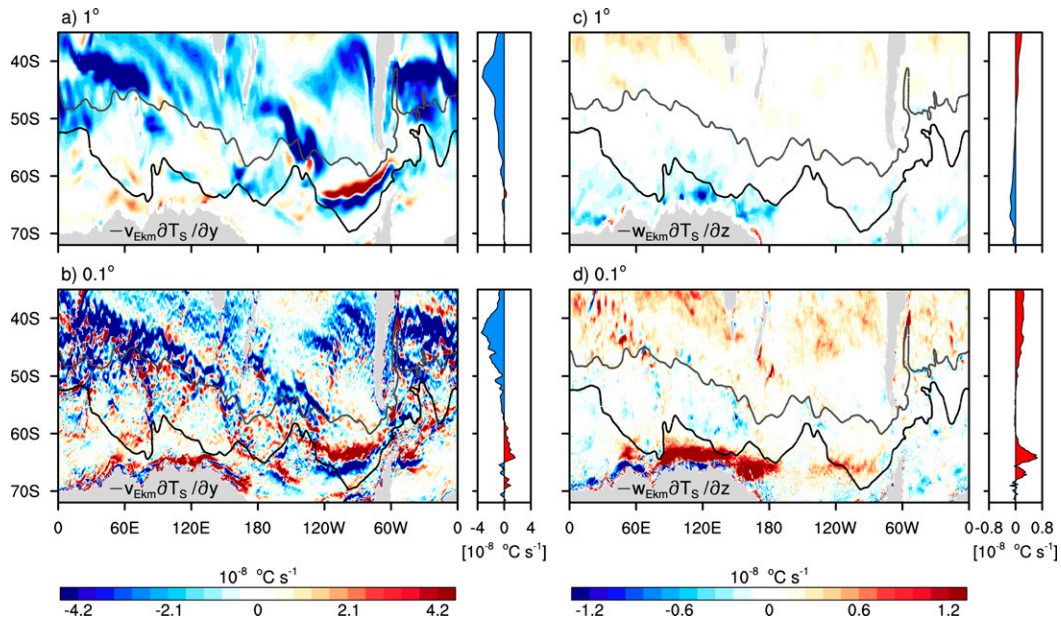 a) 1°
c) 1°
40S
50S
60S
70S
−v_Ekm ∂T_S /∂y
−w_Ekm ∂T_S /∂z
b) 0.1°
d) 0.1°
40S
50S
60S
70S
−v_Ekm ∂T_S /∂y
−w_Ekm ∂T_S /∂z
0 60E 120E 180 120W 60W 0 -4 0 4 0 60E 120E 180 120W 60W 0 -0.8 0 0.8
[10⁻⁸ °C s⁻¹]
[10⁻⁸ °C s⁻¹]
10⁻⁸ °C s⁻¹
10⁻⁸ °C s⁻¹
-4.2 -2.1 0 2.1 4.2
-1.2 -0.6 0 0.6 1.2